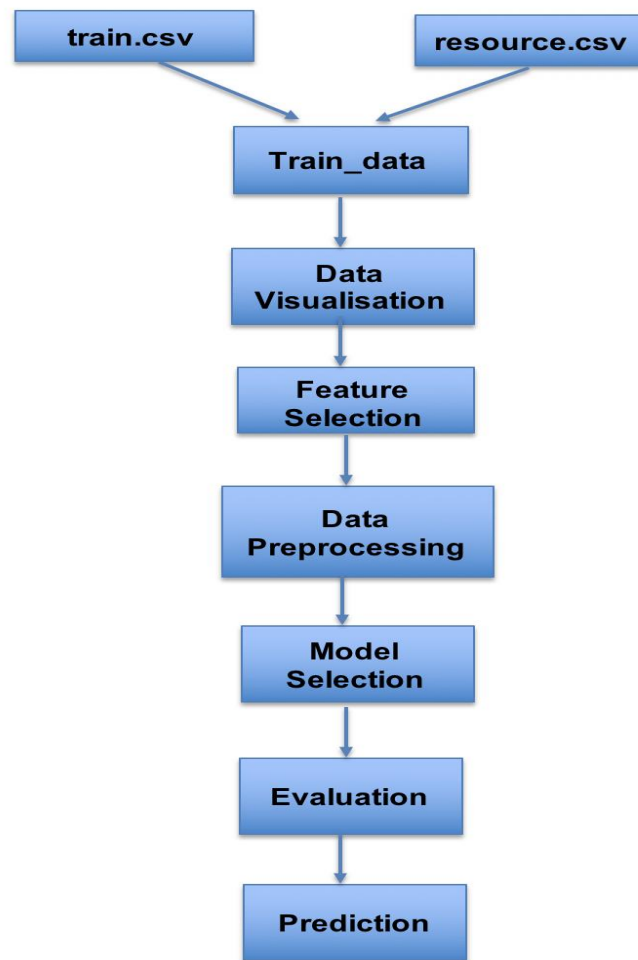 train.csv
resource.csv
Train_data
Data
Visualisation
Feature
Selection
Data
Preprocessing
Model
Selection
Evaluation
Prediction